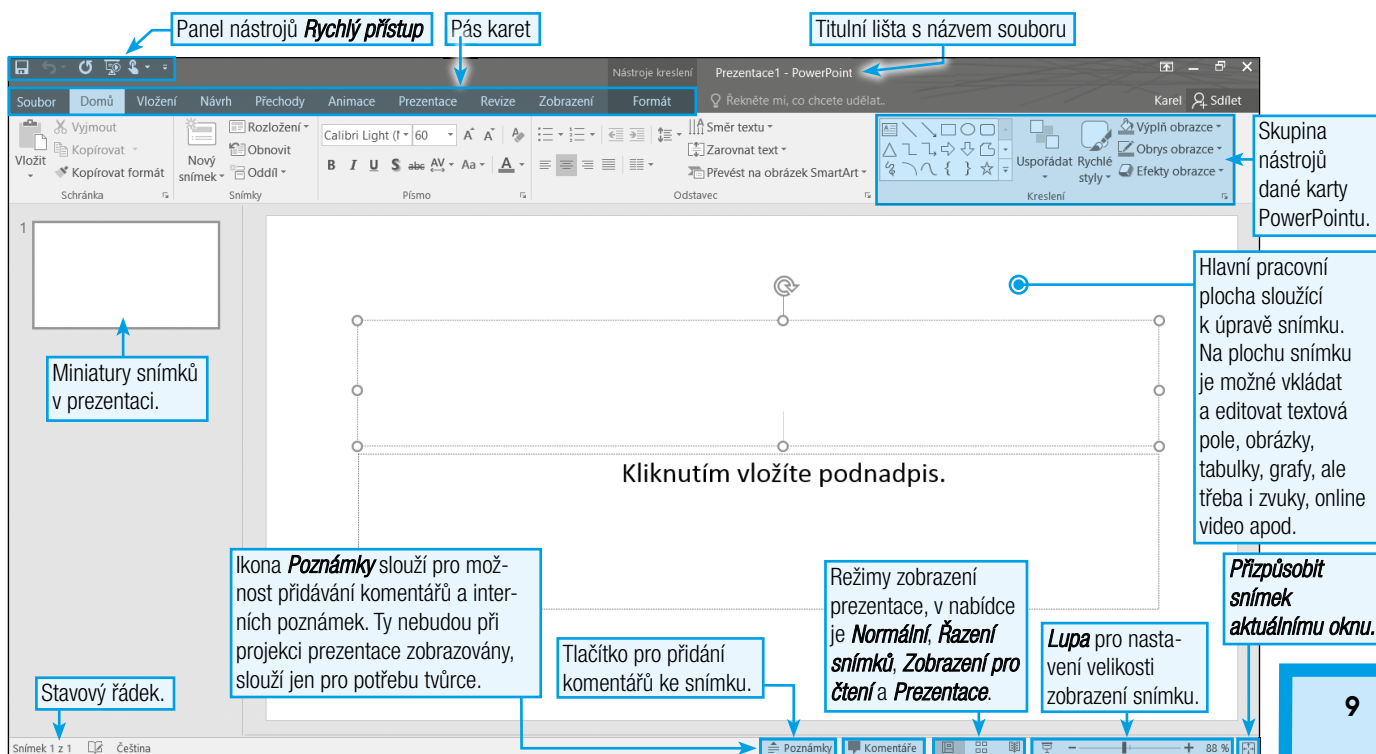 Panel nástrojů Rychlý přístup
Pás karet
Titulní lišta s názvem souboru
Nástroje kreslení
Prezentace1 - PowerPoint
Soubor Domů Vložení Návrh Přechody Animace Prezentace Revize Zobrazení Formát
Řekněte mi, co chcete udělat..
Karel Sdílet
Vložit
Vyjmout
Kopírovat
Kopírovat formát
Schránka
Nový
snímek
Rozložení
Obnovit
Oddíl
Snímky
Calibri Light (I 60
B I U S abc AV Aa A
Písmo
Směr textu
Zarovnat text
Převést na obrázek SmartArt
Odstavec
Uspořádat
Rychlé
styly
Výplň obrazce
Obrys obrazce
Efekty obrazce
Kreslení
Skupina
nástrojů
dané karty
PowerPointu.
1
Miniatury snímků
v prezentaci.
Hlavní pracovní
plocha sloužící
k úpravě snímku.
Na plochu snímku
je možné vkládat
a editovat textová
pole, obrázky,
tabulky, grafy, ale
třeba i zvuky, online
video apod.
Kliknutím vložíte podnadpis.
Ikona Poznámky slouží pro mož-
nost přidávání komentářů a inter-
ních poznámek. Ty nebudou při
projekci prezentace zobrazovány,
slouží jen pro potřebu tvůrce.
Tlačítko pro přidání
komentářů ke snímku.
Režimy zobrazení
prezentace, v nabídce
je Normální, Řazení
snímků, Zobrazení pro
čtení a Prezentace.
Lupa pro nasta-
vení velikosti
zobrazení snímku.
Přizpůsobit
snímek
aktuálnímu oknu.
Stavový řádek.
9
Snímek 1 z 1 Čeština
Poznámky Komentáře 88 %